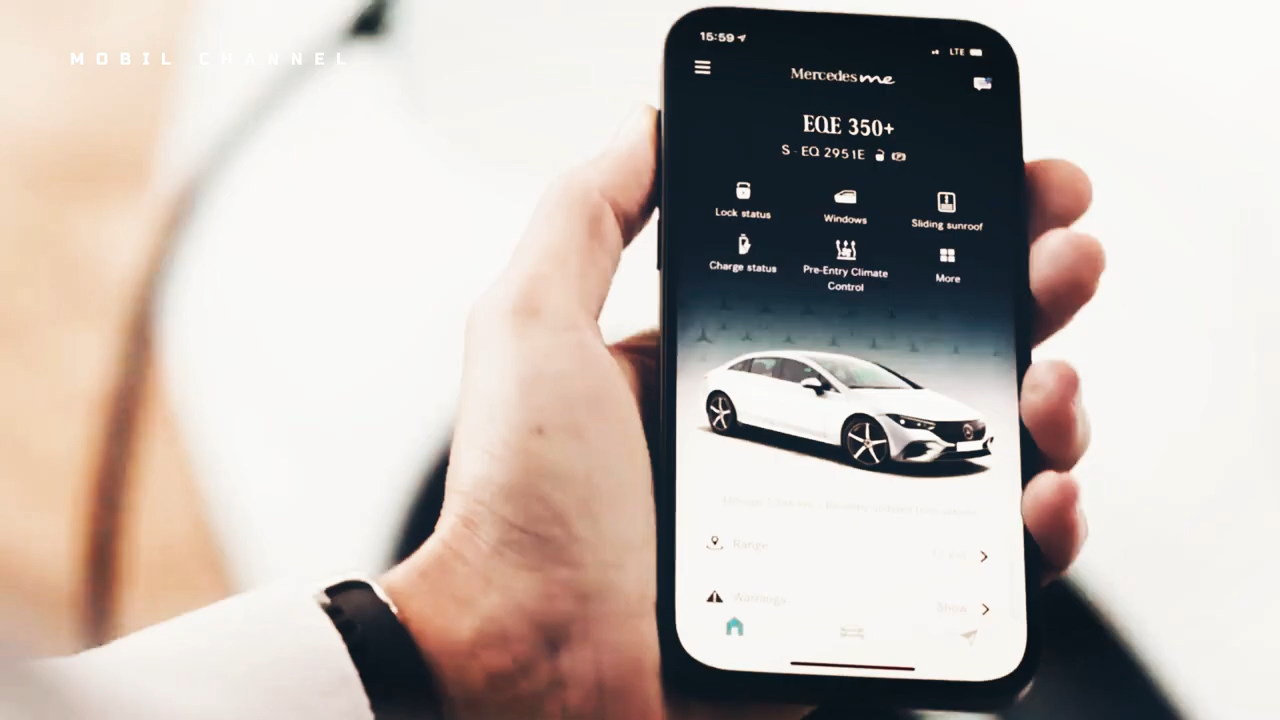 MOBIL CHANNEL
15:59
LTE
Mercedes me
EQE 350+
S - EQ 2951E
Lock status
Windows
Sliding sunroof
Charge status
Pre-Entry Climate
Control
More
Range
Warnings
Show